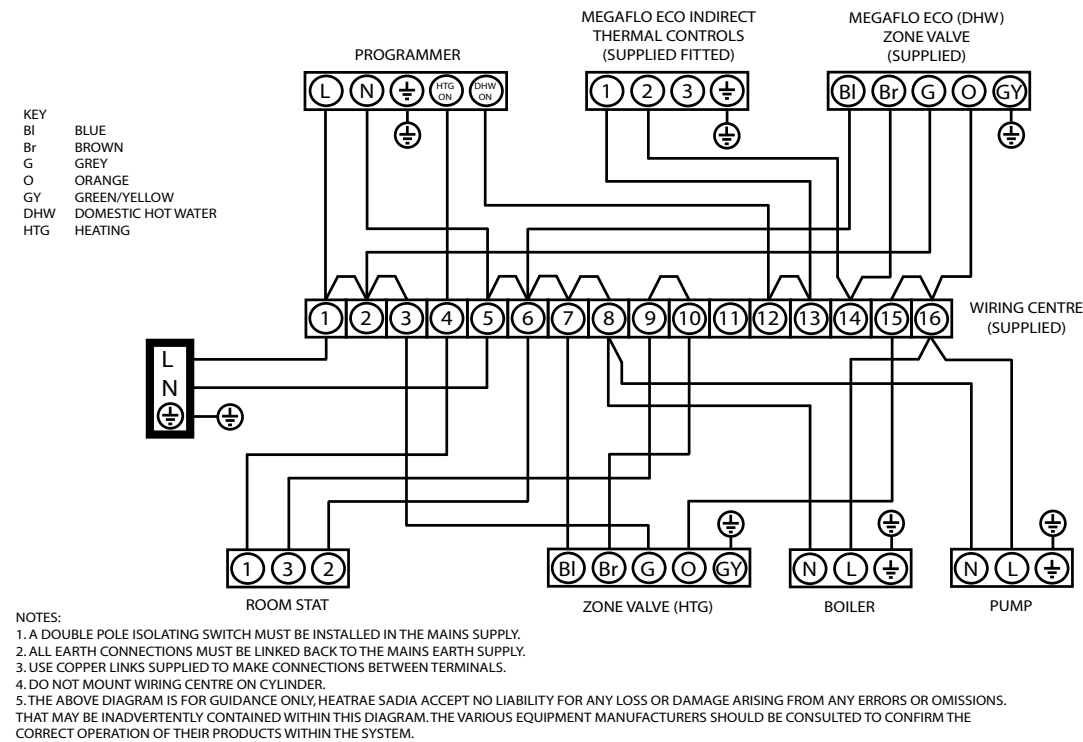 MEGAFLO ECO INDIRECT
THERMAL CONTROLS
(SUPPLIED FITTED)
MEGAFLO ECO (DHW)
ZONE VALVE
(SUPPLIED)
PROGRAMMER
L N HTG ON DHW ON
1 2 3
Bl Br G O GY
KEY
Bl BLUE
Br BROWN
G GREY
O ORANGE
GY GREEN/YELLOW
DHW DOMESTIC HOT WATER
HTG HEATING
1 2 3 4 5 6 7 8 9 10 11 12 13 14 15 16
WIRING CENTRE
(SUPPLIED)
L
N
1 3 2
Bl Br G O GY
N L
N L
ROOM STAT
ZONE VALVE (HTG)
BOILER
PUMP
NOTES:
1. A DOUBLE POLE ISOLATING SWITCH MUST BE INSTALLED IN THE MAINS SUPPLY.
2. ALL EARTH CONNECTIONS MUST BE LINKED BACK TO THE MAINS EARTH SUPPLY.
3. USE COPPER LINKS SUPPLIED TO MAKE CONNECTIONS BETWEEN TERMINALS.
4. DO NOT MOUNT WIRING CENTRE ON CYLINDER.
5. THE ABOVE DIAGRAM IS FOR GUIDANCE ONLY, HEATRAE SADIA ACCEPT NO LIABILITY FOR ANY LOSS OR DAMAGE ARISING FROM ANY ERRORS OR OMISSIONS.
THAT MAY BE INADVERTENTLY CONTAINED WITHIN THIS DIAGRAM. THE VARIOUS EQUIPMENT MANUFACTURERS SHOULD BE CONSULTED TO CONFIRM THE
CORRECT OPERATION OF THEIR PRODUCTS WITHIN THE SYSTEM.